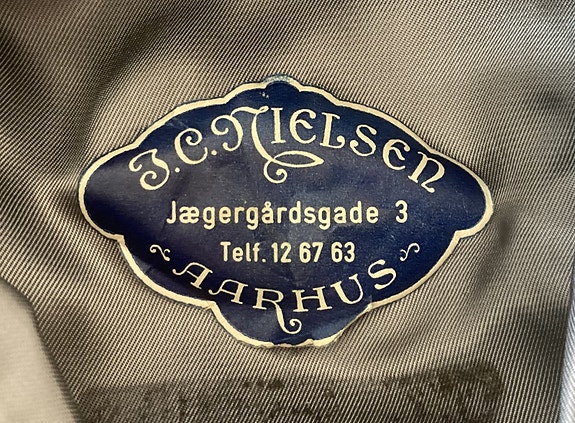 J.C. NIELSEN
Jægergårdsgade 3
Telf. 12 67 63
AARHUS